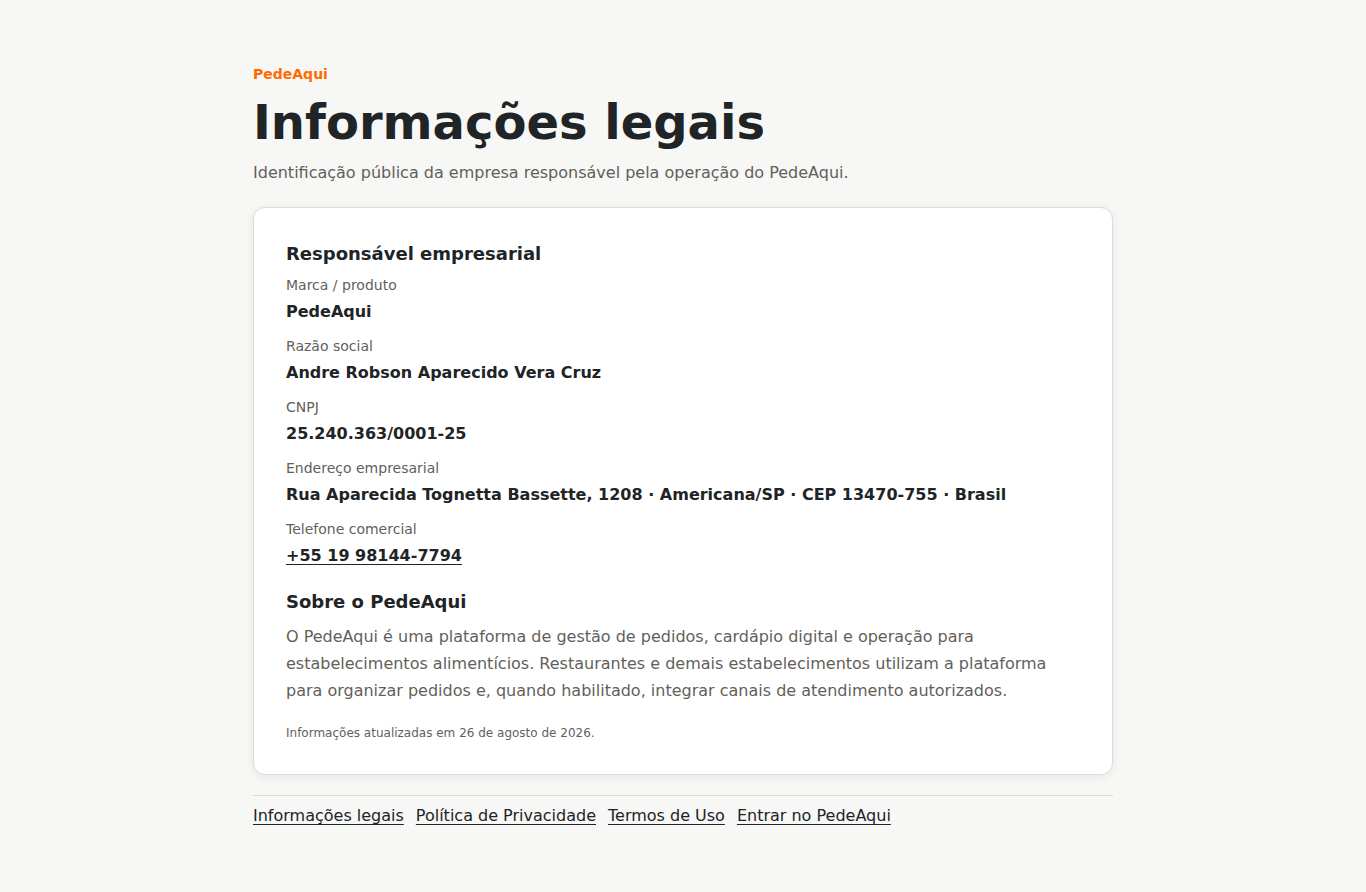 PedeAqui
Informações legais
Identificação pública da empresa responsável pela operação do PedeAqui.
Responsável empresarial
Marca / produto
PedeAqui
Razão social
Andre Robson Aparecido Vera Cruz
CNPJ
25.240.363/0001-25
Endereço empresarial
Rua Aparecida Tognetta Bassette, 1208 · Americana/SP · CEP 13470-755 · Brasil
Telefone comercial
+55 19 98144-7794
Sobre o PedeAqui
O PedeAqui é uma plataforma de gestão de pedidos, cardápio digital e operação para
estabelecimentos alimentícios. Restaurantes e demais estabelecimentos utilizam a plataforma
para organizar pedidos e, quando habilitado, integrar canais de atendimento autorizados.
Informações atualizadas em 26 de agosto de 2026.
Informações legais Política de Privacidade Termos de Uso Entrar no PedeAqui